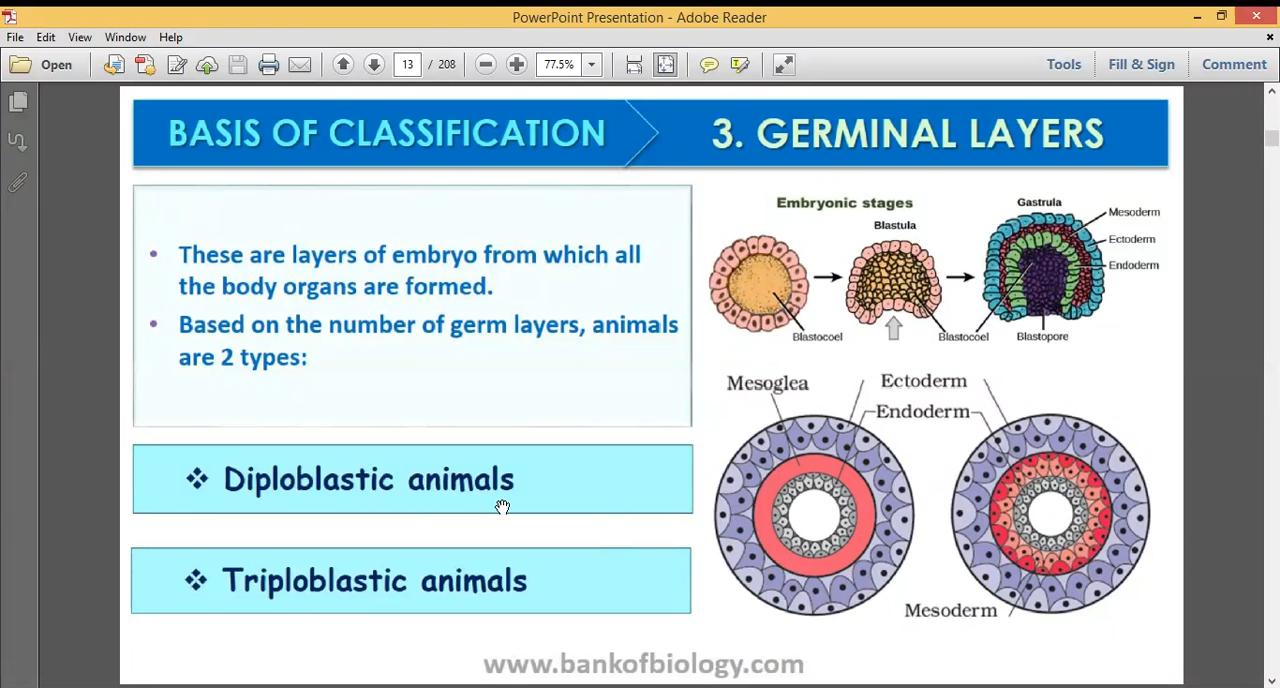 PowerPoint Presentation - Adobe Reader
File Edit View Window Help
Open 13 / 208 77.5% Tools Fill & Sign Comment
BASIS OF CLASSIFICATION 3. GERMINAL LAYERS
• These are layers of embryo from which all
the body organs are formed.
• Based on the number of germ layers, animals
are 2 types:
❖ Diploblastic animals
❖ Triploblastic animals
Embryonic stages
Blastula
Gastrula
Mesoderm
Ectoderm
Endoderm
Blastocoel
Blastocoel
Blastopore
Mesoglea
Ectoderm
Endoderm
Mesoderm
www.bankofbiology.com